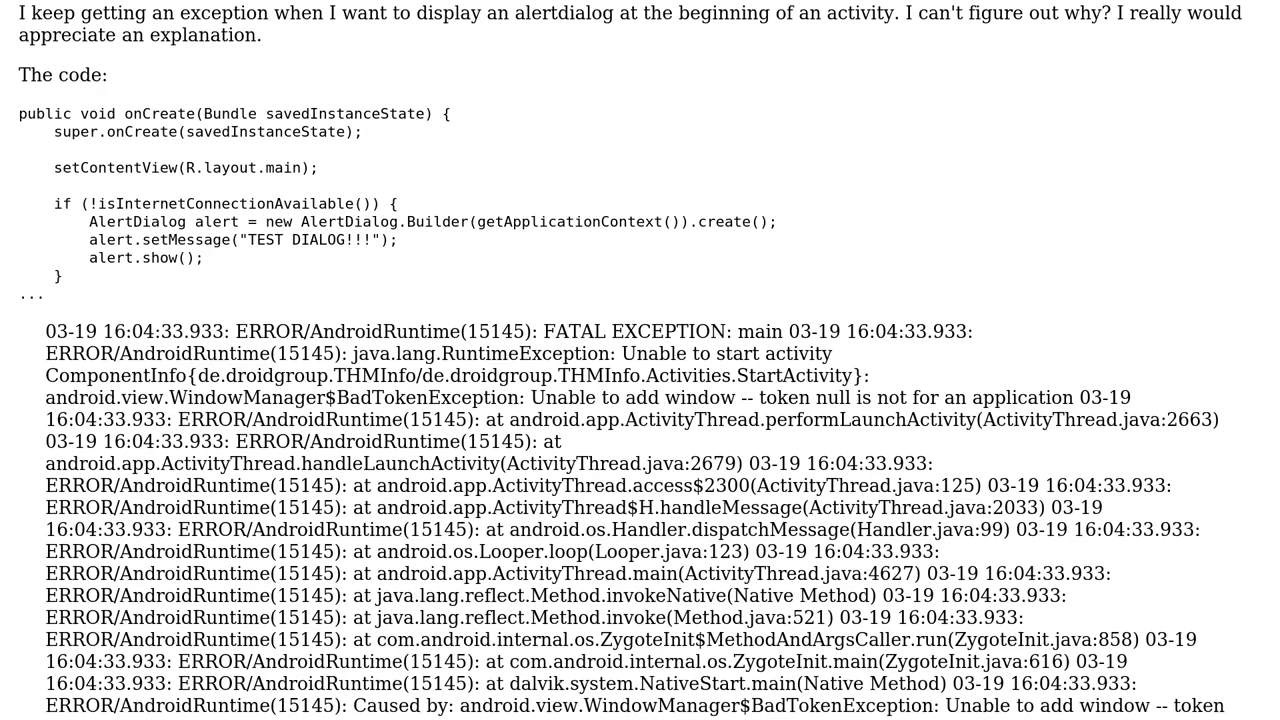 I keep getting an exception when I want to display an alertdialog at the beginning of an activity. I can't figure out why? I really would
appreciate an explanation.
The code:
public void onCreate(Bundle savedInstanceState) {
    super.onCreate(savedInstanceState);
    setContentView(R.layout.main);
    if (!isInternetConnectionAvailable()) {
        AlertDialog alert = new AlertDialog.Builder(getApplicationContext()).create();
        alert.setMessage("TEST DIALOG!!!");
        alert.show();
    }
...
03-19 16:04:33.933: ERROR/AndroidRuntime(15145): FATAL EXCEPTION: main 03-19 16:04:33.933:
ERROR/AndroidRuntime(15145): java.lang.RuntimeException: Unable to start activity
ComponentInfo{de.droidgroup.THMInfo/de.droidgroup.THMInfo.Activities.StartActivity}:
android.view.WindowManager$BadTokenException: Unable to add window -- token null is not for an application 03-19
16:04:33.933: ERROR/AndroidRuntime(15145): at android.app.ActivityThread.performLaunchActivity(ActivityThread.java:2663)
03-19 16:04:33.933: ERROR/AndroidRuntime(15145): at
android.app.ActivityThread.handleLaunchActivity(ActivityThread.java:2679) 03-19 16:04:33.933:
ERROR/AndroidRuntime(15145): at android.app.ActivityThread.access$2300(ActivityThread.java:125) 03-19 16:04:33.933:
ERROR/AndroidRuntime(15145): at android.app.ActivityThread$H.handleMessage(ActivityThread.java:2033) 03-19
16:04:33.933: ERROR/AndroidRuntime(15145): at android.os.Handler.dispatchMessage(Handler.java:99) 03-19 16:04:33.933:
ERROR/AndroidRuntime(15145): at android.os.Looper.loop(Looper.java:123) 03-19 16:04:33.933:
ERROR/AndroidRuntime(15145): at android.app.ActivityThread.main(ActivityThread.java:4627) 03-19 16:04:33.933:
ERROR/AndroidRuntime(15145): at java.lang.reflect.Method.invokeNative(Native Method) 03-19 16:04:33.933:
ERROR/AndroidRuntime(15145): at java.lang.reflect.Method.invoke(Method.java:521) 03-19 16:04:33.933:
ERROR/AndroidRuntime(15145): at com.android.internal.os.ZygoteInit$MethodAndArgsCaller.run(ZygoteInit.java:858) 03-19
16:04:33.933: ERROR/AndroidRuntime(15145): at com.android.internal.os.ZygoteInit.main(ZygoteInit.java:616) 03-19
16:04:33.933: ERROR/AndroidRuntime(15145): at dalvik.system.NativeStart.main(Native Method) 03-19 16:04:33.933:
ERROR/AndroidRuntime(15145): Caused by: android.view.WindowManager$BadTokenException: Unable to add window -- token